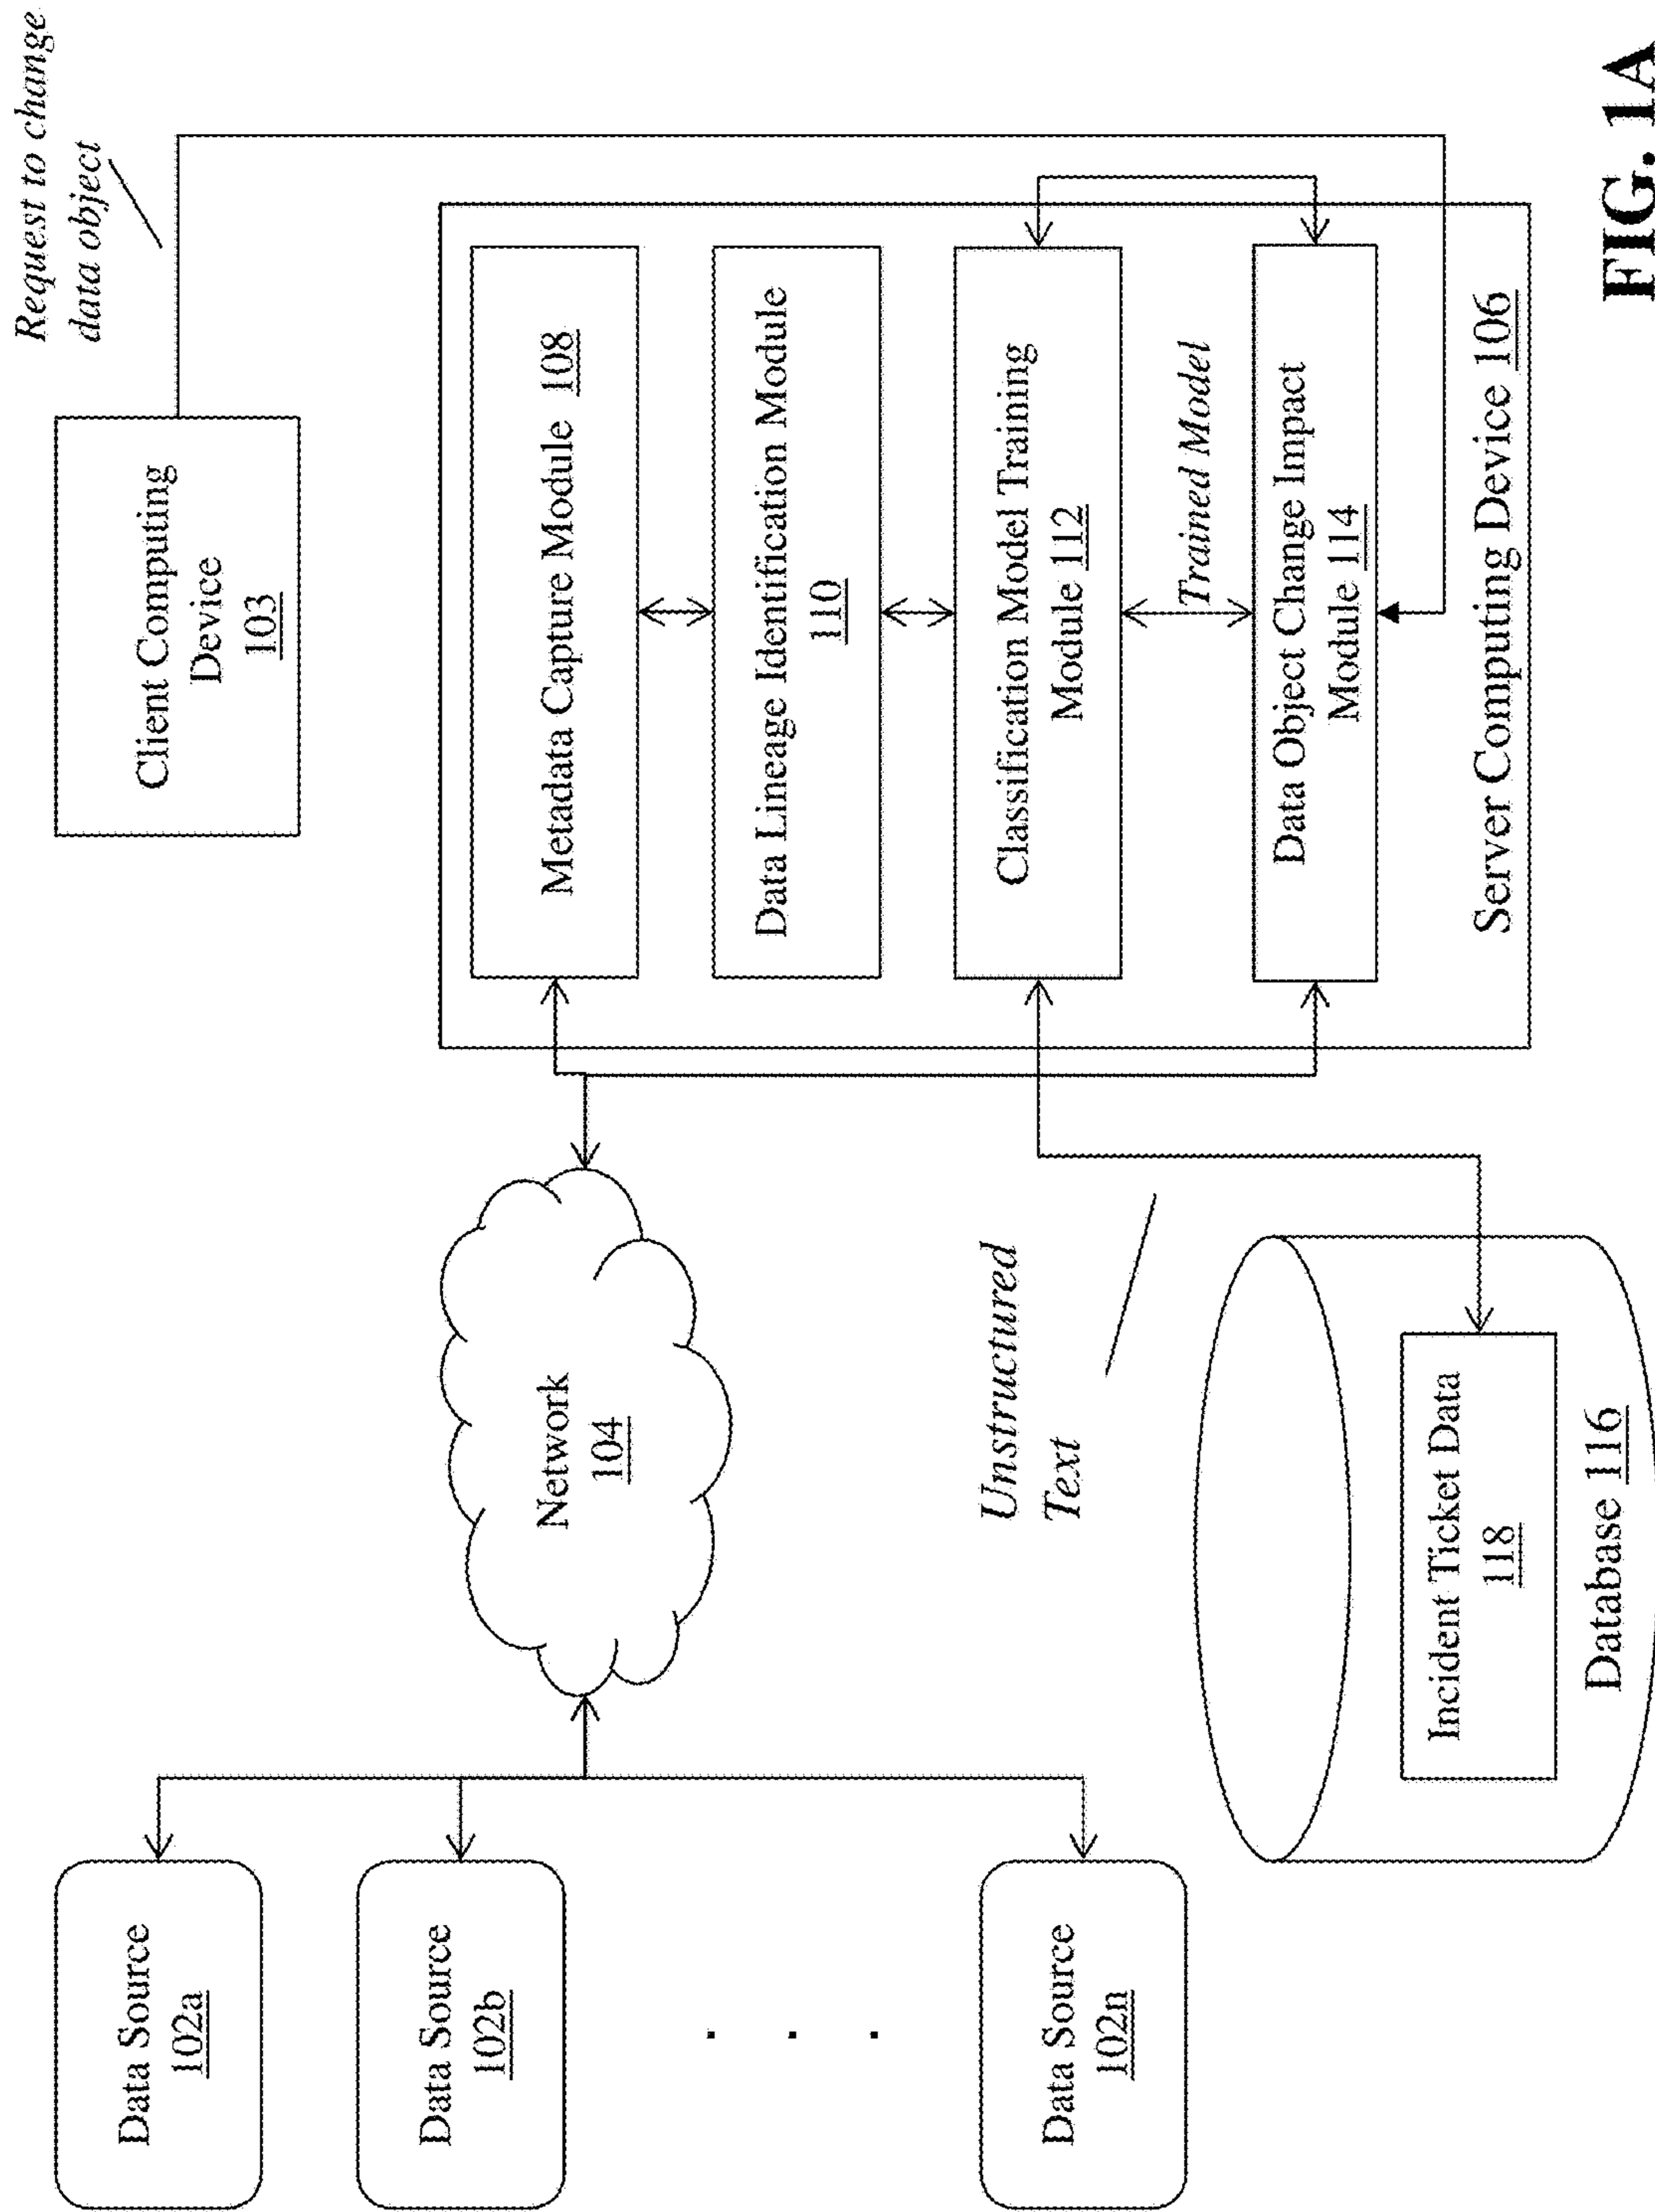 Request to change
data object
Client Computing
Device
103
Data Source
102a
Data Source
102b
.
.
.
Data Source
102n
Network
104
Metadata Capture Module 108
Data Lineage Identification Module
110
Classification Model Training
Module 112
Trained Model
Data Object Change Impact
Module 114
Server Computing Device 106
Unstructured
Text
Incident Ticket Data
118
Database 116
FIG. 1A